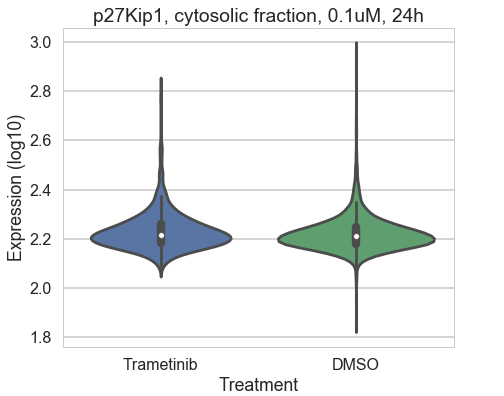 p27Kip1, cytosolic fraction, 0.1uM, 24h
Expression (log10)
3.0
2.8
2.6
2.4
2.2
2.0
1.8
Trametinib DMSO
Treatment